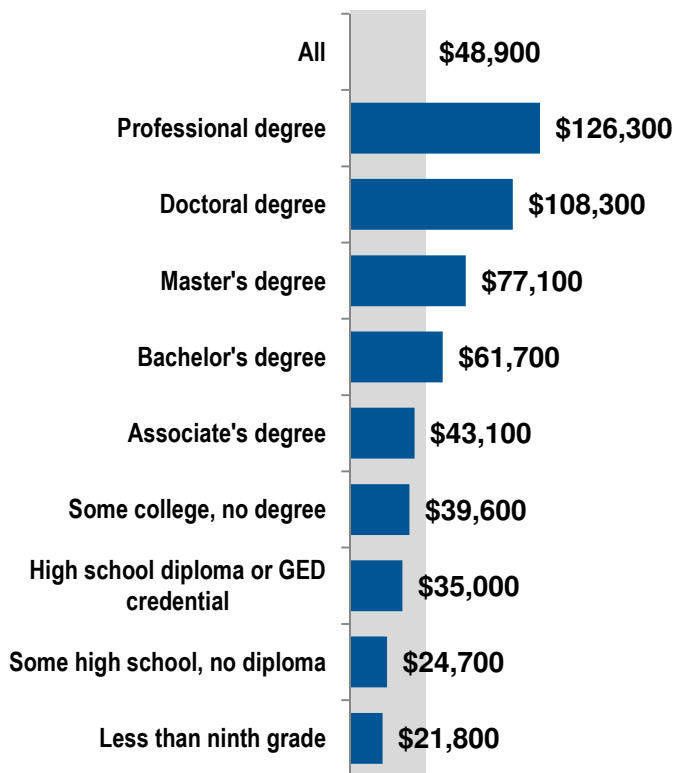 All $48,900
Professional degree $126,300
Doctoral degree $108,300
Master's degree $77,100
Bachelor's degree $61,700
Associate's degree $43,100
Some college, no degree $39,600
High school diploma or GED
credential $35,000
Some high school, no diploma $24,700
Less than ninth grade $21,800